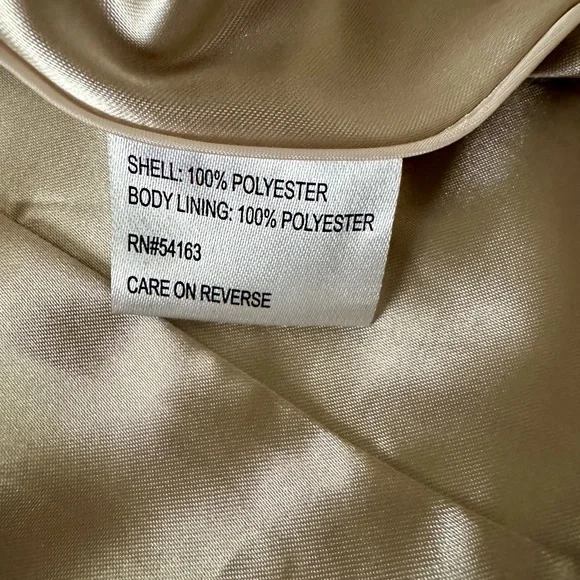 SHELL: 100% POLYESTER
BODY LINING: 100% POLYESTER
RN#54163
CARE ON REVERSE